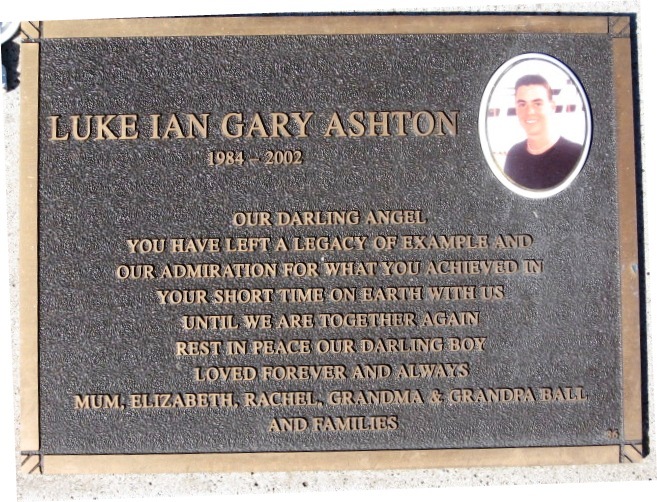 LUKE IAN GARY ASHTON
1984 – 2002
OUR DARLING ANGEL
YOU HAVE LEFT A LEGACY OF EXAMPLE AND
OUR ADMIRATION FOR WHAT YOU ACHIEVED IN
YOUR SHORT TIME ON EARTH WITH US
UNTIL WE ARE TOGETHER AGAIN
REST IN PEACE OUR DARLING BOY
LOVED FOREVER AND ALWAYS
MUM, ELIZABETH, RACHEL, GRANDMA & GRANDPA BALL
AND FAMILIES